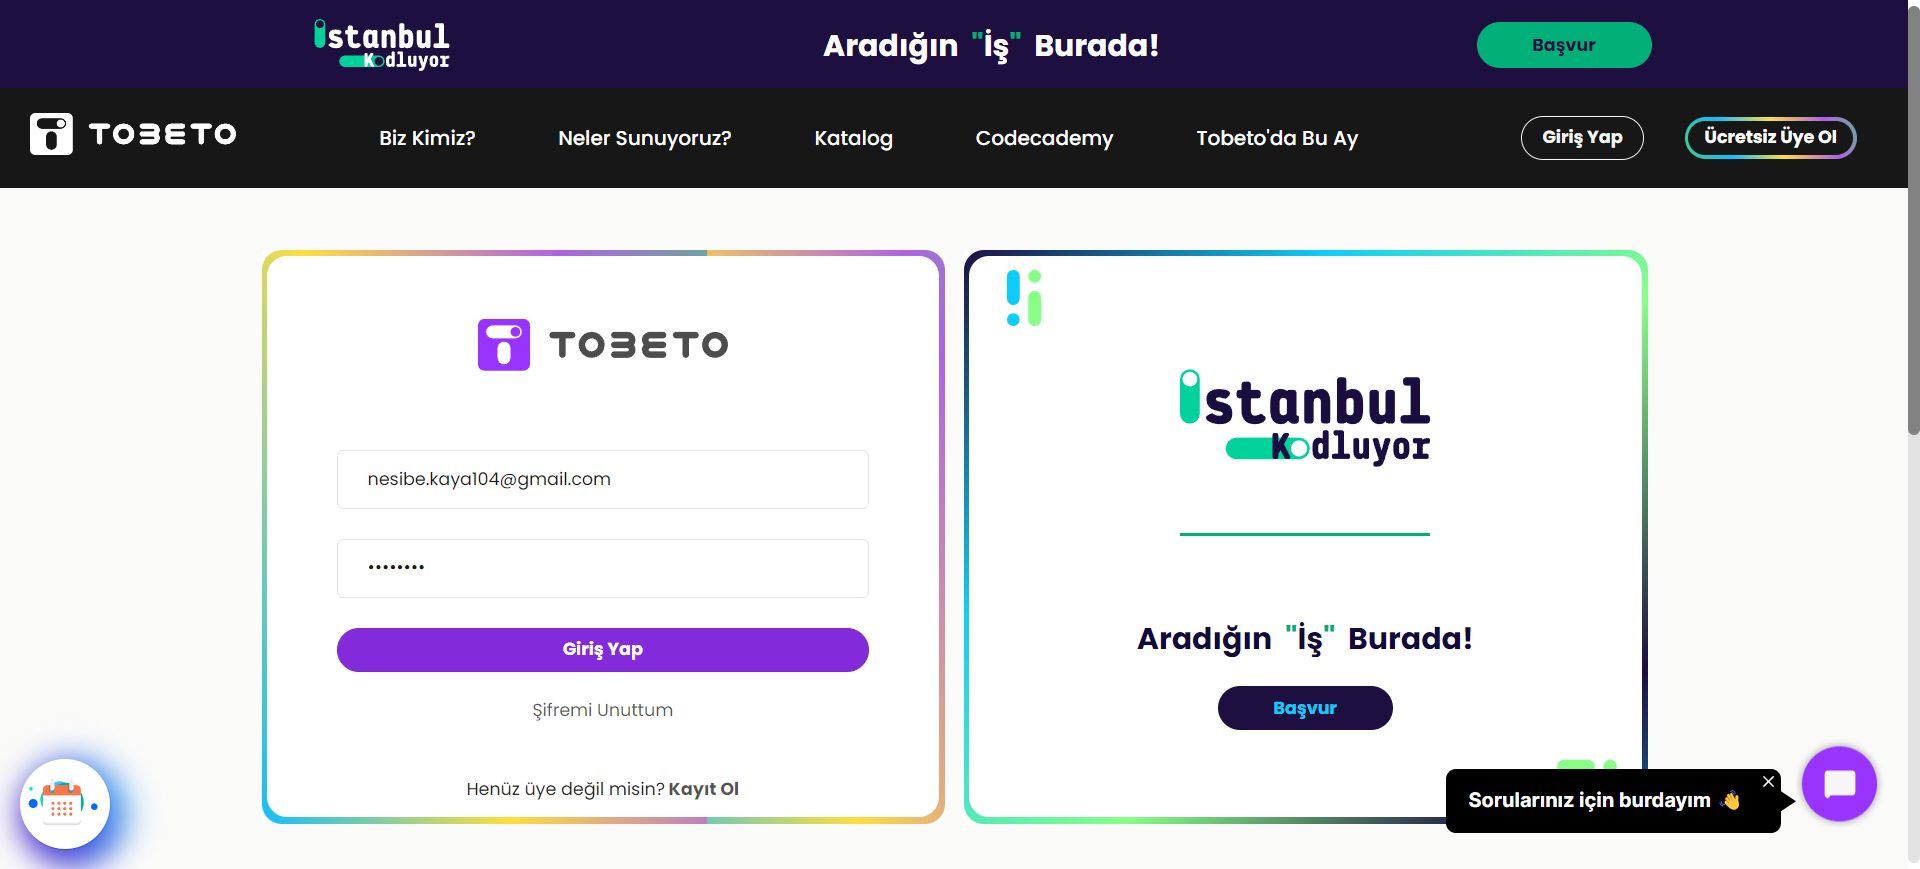 istanbul
Kodluyor
Aradığın "İş" Burada!
Başvur
TOBETO
Biz Kimiz?
Neler Sunuyoruz?
Katalog
Codecademy
Tobeto'da Bu Ay
Giriş Yap
Ücretsiz Üye Ol
TOBETO
nesibe.kaya104@gmail.com
••••••••
Giriş Yap
Şifremi Unuttum
Henüz üye değil misin? Kayıt Ol
istanbul
Kodluyor
Aradığın "İş" Burada!
Başvur
Sorularınız için burdayım 👋